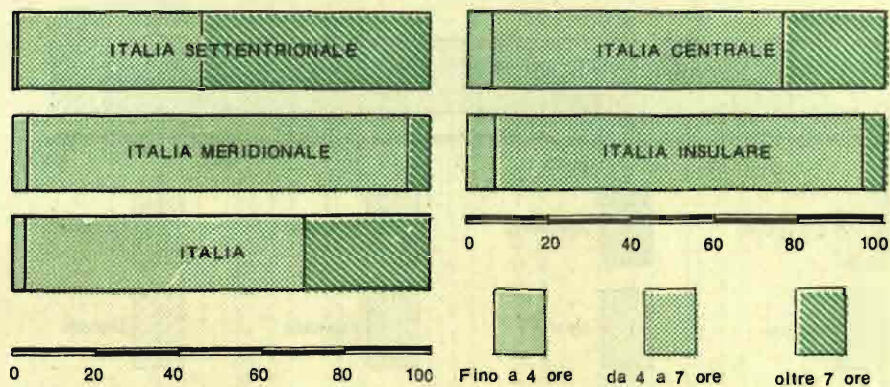 ITALIA SETTENTRIONALE
ITALIA CENTRALE
ITALIA MERIDIONALE
ITALIA INSULARE
ITALIA
0 20 40 60 80 100
0 20 40 60 80 100
Fino a 4 ore
da 4 a 7 ore
oltre 7 ore